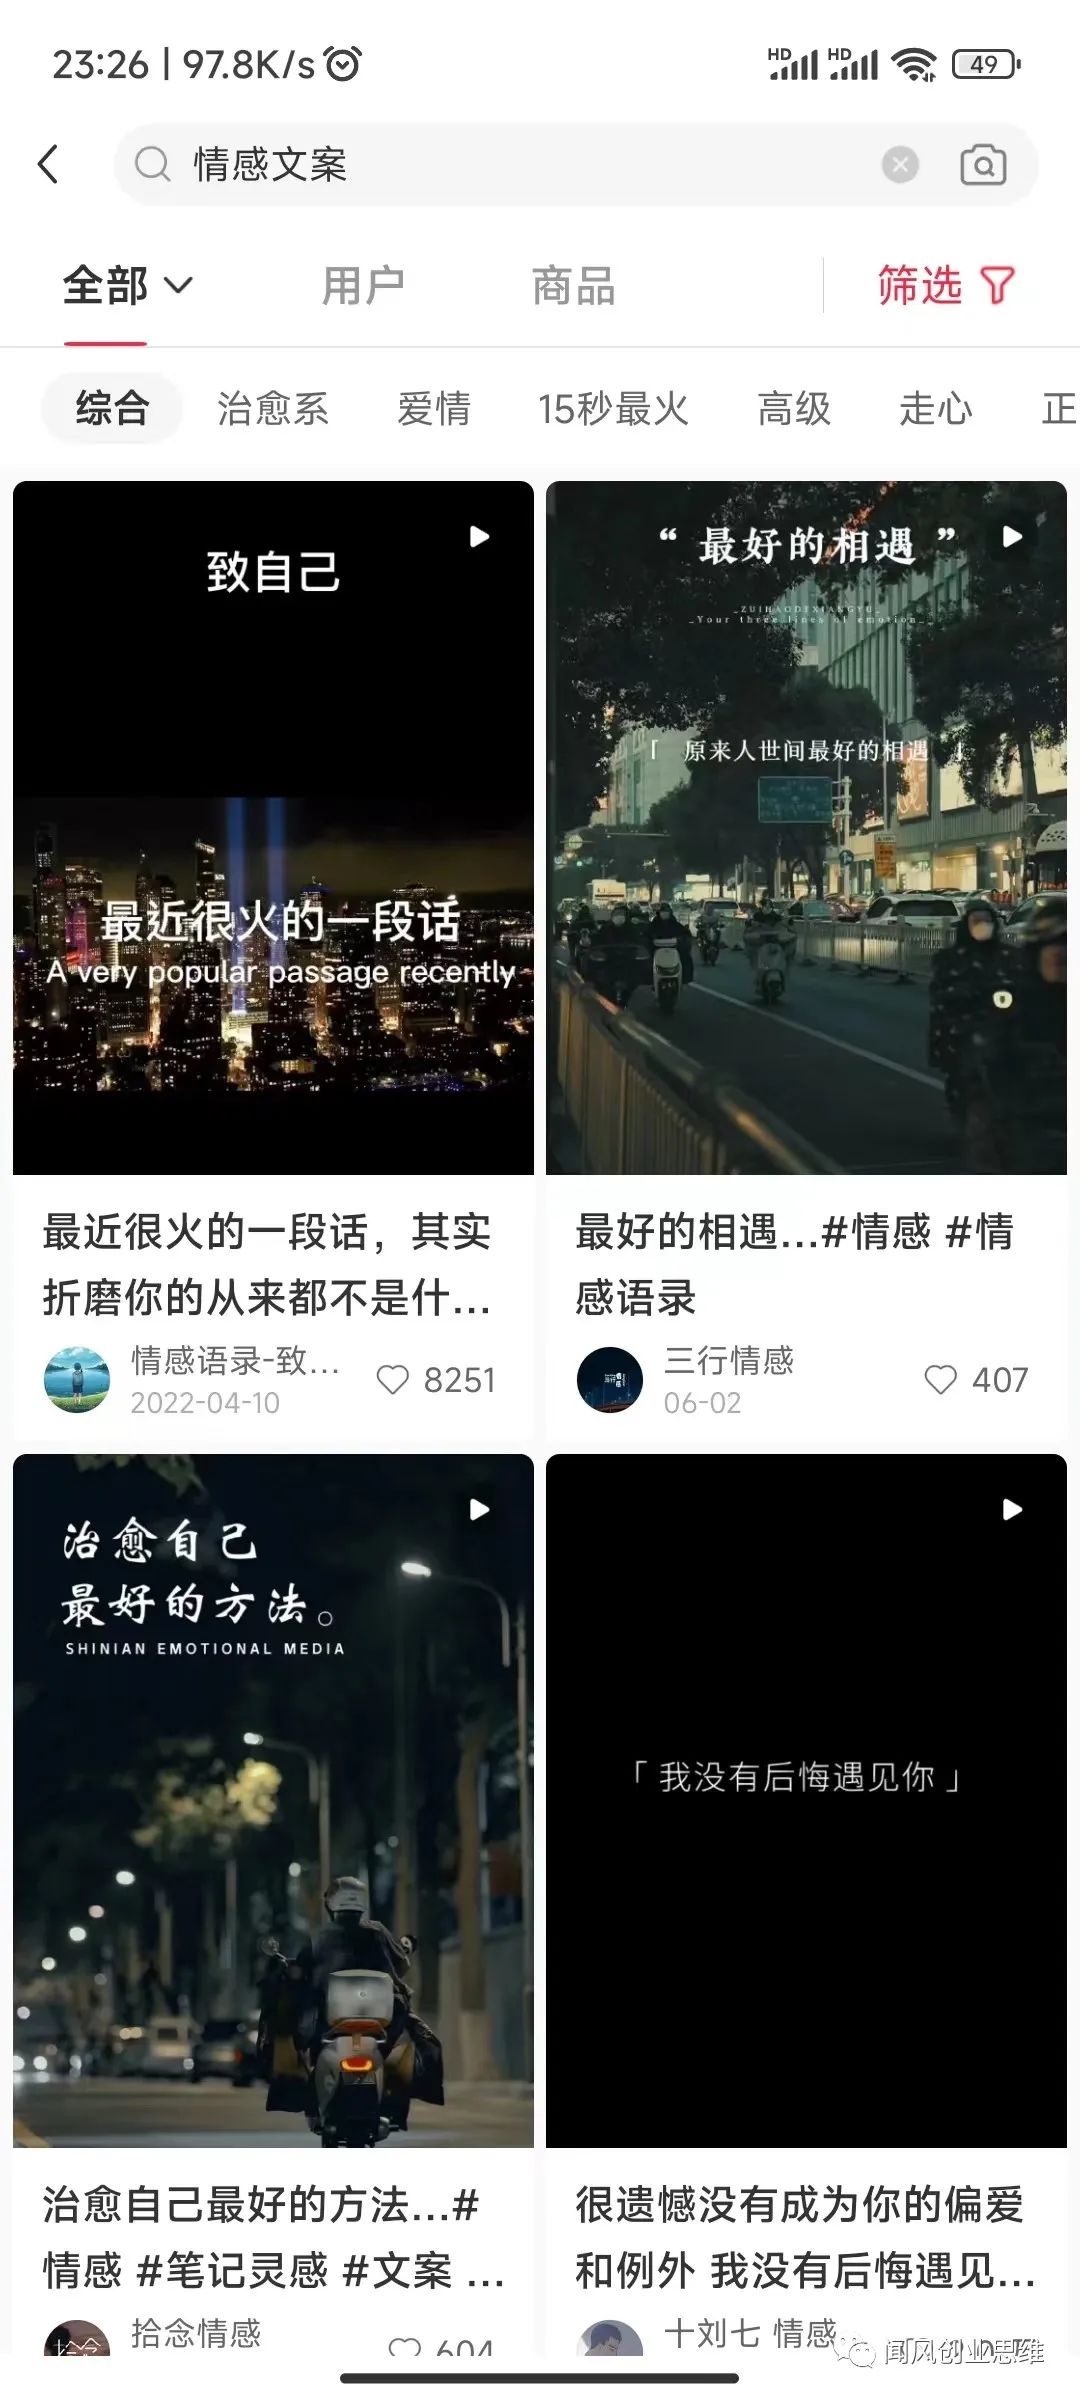 23:26 | 97.8K/s
HD HD 49
情感文案
全部 用户 商品 筛选
综合 治愈系 爱情 15秒最火 高级 走心 正
致自己
最近很火的一段话
A very popular passage recently
最近很火的一段话，其实
折磨你的从来都不是什...
情感语录-致...
2022-04-10
8251
“ 最好的相遇 ”
_ZUIHAODEXIANGYU_
_Your three lines of emotion_
「 原来人世间最好的相遇 」
最好的相遇...#情感 #情
感语录
三行情感
06-02
407
治愈自己
最好的方法。
SHINIAN EMOTIONAL MEDIA
治愈自己最好的方法...#
情感 #笔记灵感 #文案 ...
拾念情感
604
「 我没有后悔遇见你 」
很遗憾没有成为你的偏爱
和例外 我没有后悔遇见...
十刘七 情感
闻风创业思维